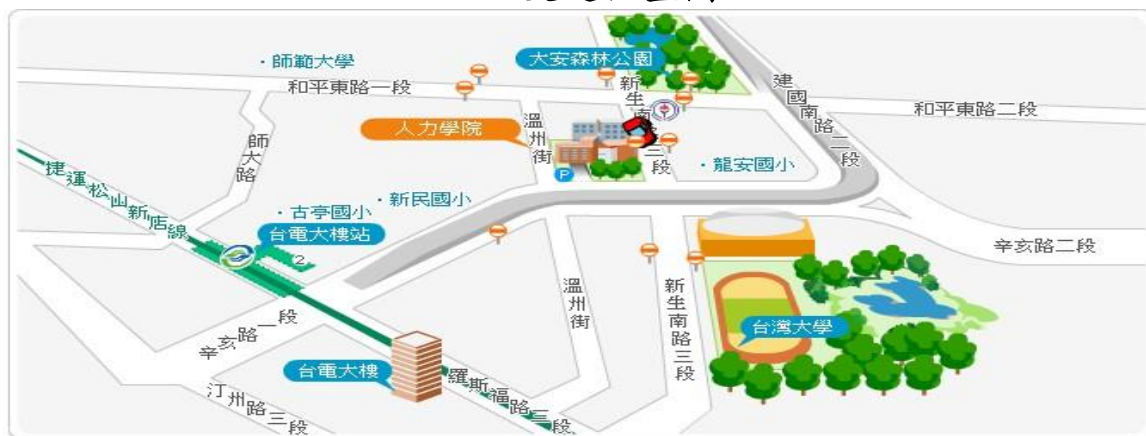 大安森林公園
・師範大學
和平東路一段
建國南路二段
和平東路二段
人力學院
溫州街
新生南路三段
師大路
P
・龍安國小
捷運松山新店線
・新民國小
・古亭國小
台電大樓站
2
辛亥路二段
溫州街
新生南路三段
台灣大學
辛亥路一段
台電大樓
羅斯福路三段
汀州路三段